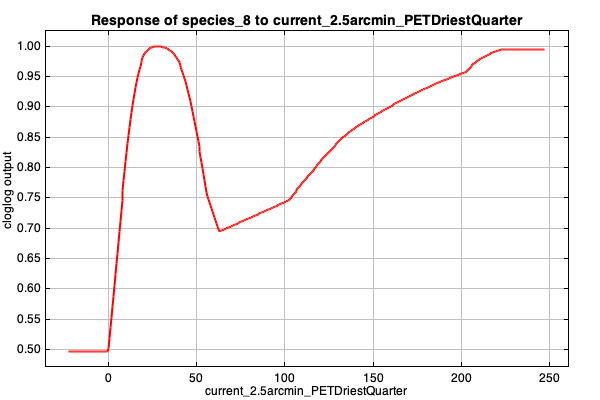 Response of species_8 to current_2.5arcmin_PETDriestQuarter
cloglog output
1.00
0.95
0.90
0.85
0.80
0.75
0.70
0.65
0.60
0.55
0.50
0 50 100 150 200 250
current_2.5arcmin_PETDriestQuarter